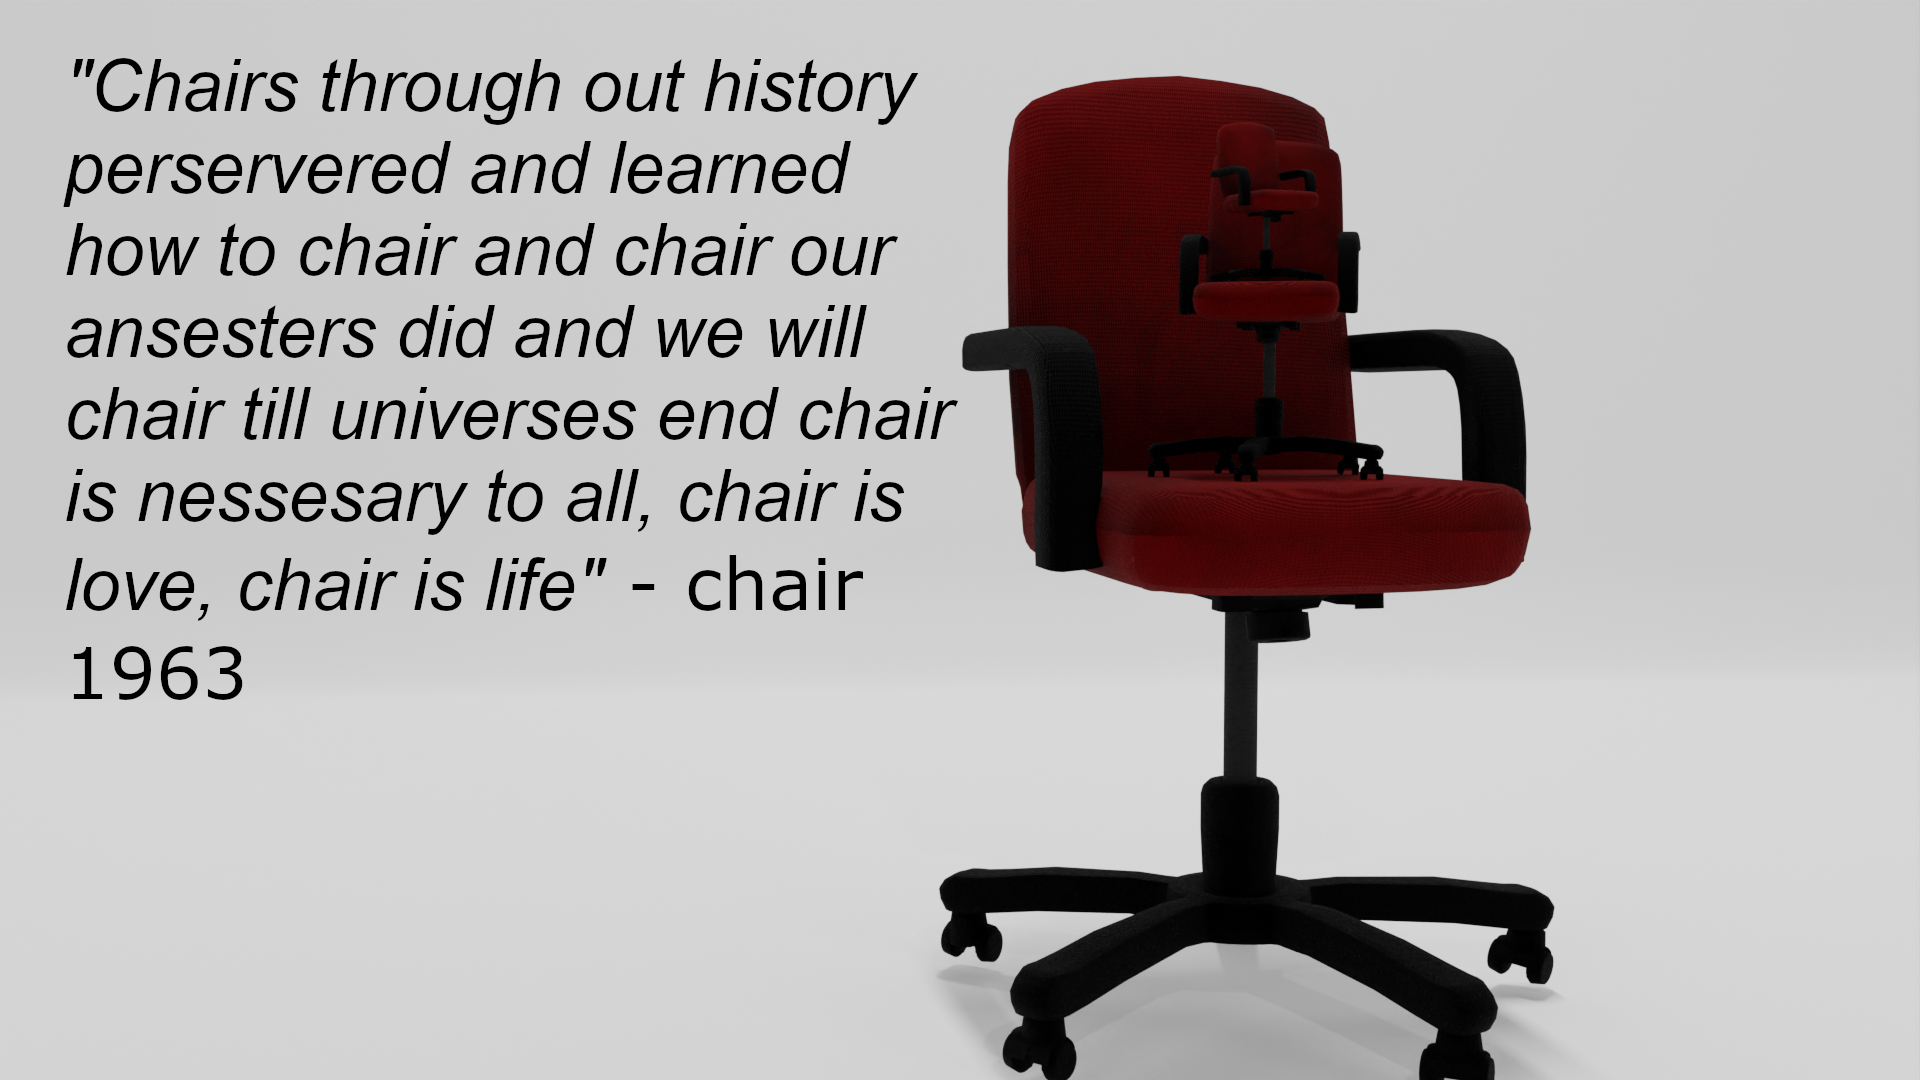 "Chairs through out history
perservered and learned
how to chair and chair our
ansesters did and we will
chair till universes end chair
is nessesary to all, chair is
love, chair is life" - chair
1963